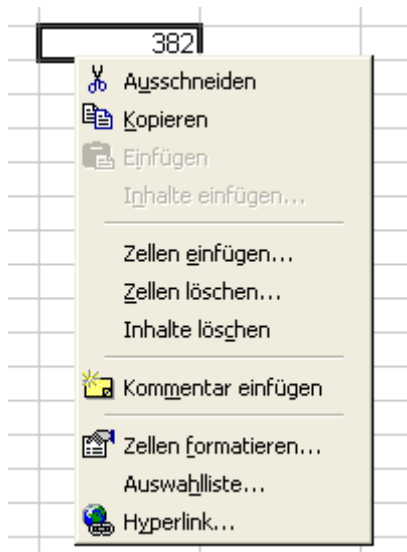 382
Ausschneiden
Kopieren
Einfügen
Inhalte einfügen...
Zellen einfügen...
Zellen löschen...
Inhalte löschen
Kommentar einfügen
Zellen formatieren...
Auswahlliste...
Hyperlink...